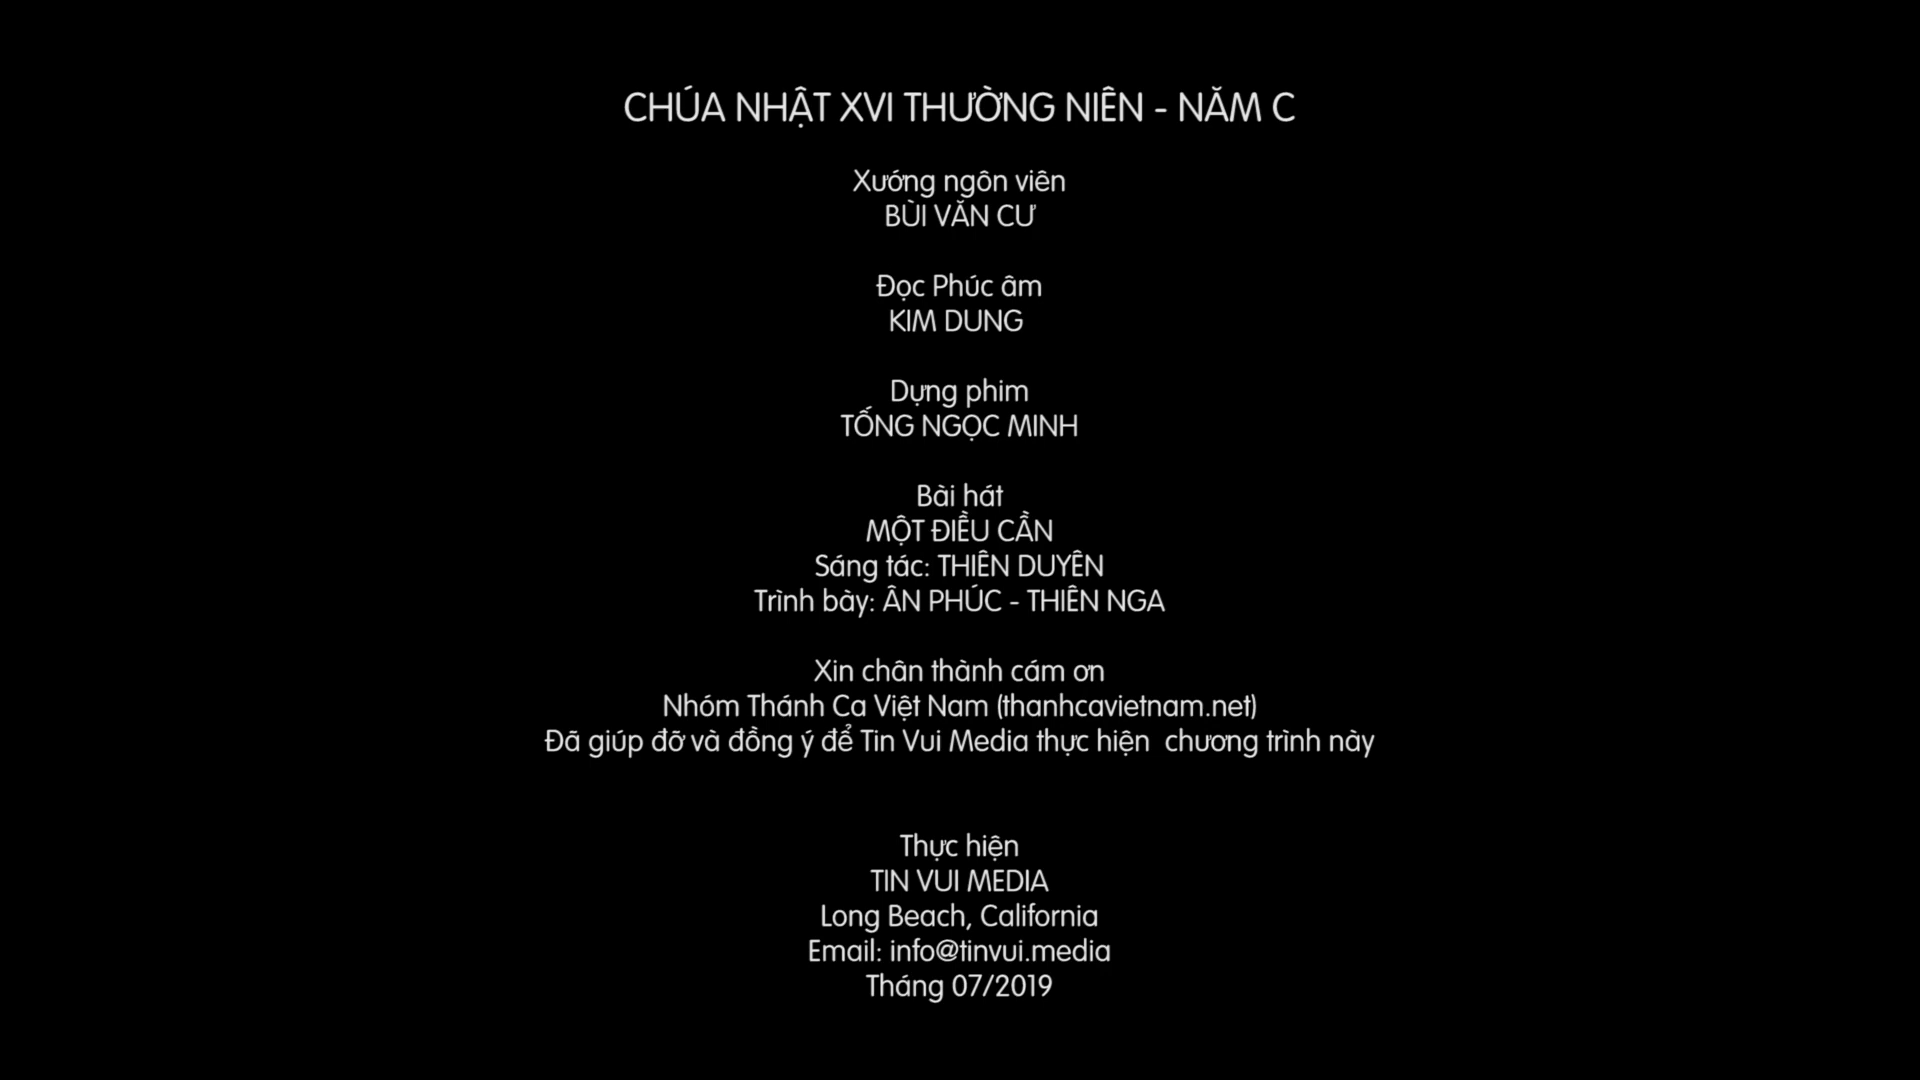 CHÚA NHẬT XVI THƯỜNG NIÊN - NĂM C
Xướng ngôn viên
BÙI VĂN CƯ
Đọc Phúc âm
KIM DUNG
Dựng phim
TỐNG NGỌC MINH
Bài hát
MỘT ĐIỀU CẦN
Sáng tác: THIÊN DUYÊN
Trình bày: ÂN PHÚC - THIÊN NGA
Xin chân thành cám ơn
Nhóm Thánh Ca Việt Nam (thanhcavietnam.net)
Đã giúp đỡ và đồng ý để Tin Vui Media thực hiện  chương trình này
Thực hiện
TIN VUI MEDIA
Long Beach, California
Email: info@tinvui.media
Tháng 07/2019